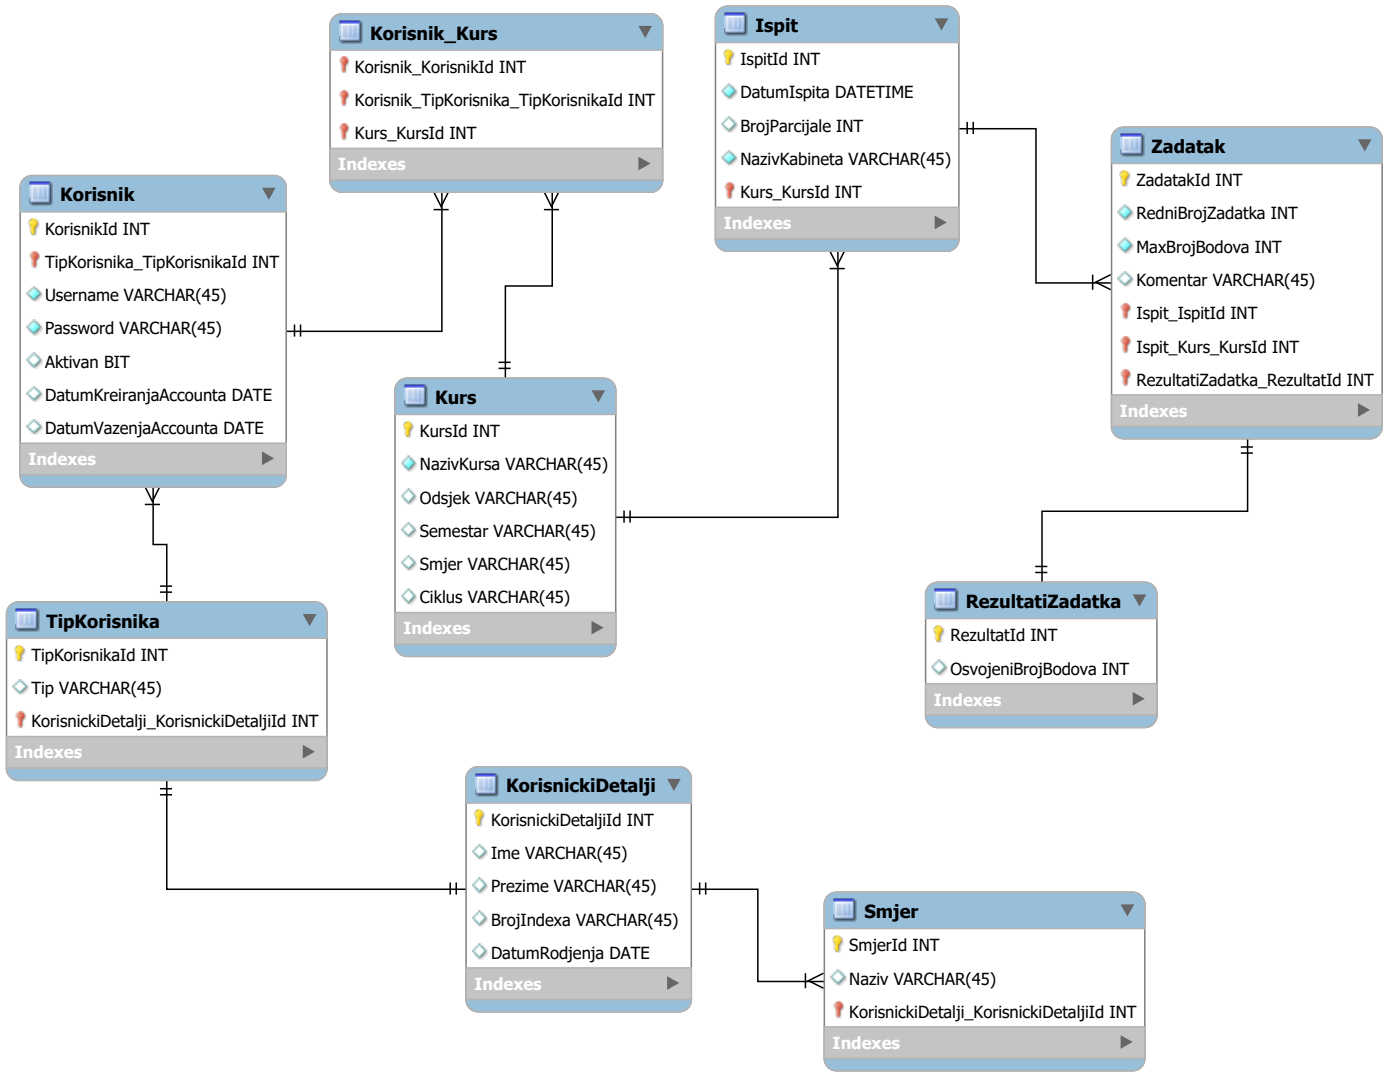 Korisnik_Kurs
Korisnik_KorisnikId INT
Korisnik_TipKorisnika_TipKorisnikaId INT
Kurs_KursId INT
Indexes
Ispit
IspitId INT
DatumIspita DATETIME
BrojParcijale INT
NazivKabineta VARCHAR(45)
Kurs_KursId INT
Indexes
Zadatak
ZadatakId INT
RedniBrojZadatka INT
MaxBrojBodova INT
Komentar VARCHAR(45)
Ispit_IspitId INT
Ispit_Kurs_KursId INT
RezultatiZadatka_RezultatId INT
Indexes
Korisnik
KorisnikId INT
TipKorisnika_TipKorisnikaId INT
Username VARCHAR(45)
Password VARCHAR(45)
Aktivan BIT
DatumKreiranjaAccounta DATE
DatumVazenjaAccounta DATE
Indexes
Kurs
KursId INT
NazivKursa VARCHAR(45)
Odsjek VARCHAR(45)
Semestar VARCHAR(45)
Smjer VARCHAR(45)
Ciklus VARCHAR(45)
Indexes
RezultatiZadatka
RezultatId INT
OsvojeniBrojBodova INT
Indexes
TipKorisnika
TipKorisnikaId INT
Tip VARCHAR(45)
KorisnickiDetalji_KorisnickiDetaljiId INT
Indexes
KorisnickiDetalji
KorisnickiDetaljiId INT
Ime VARCHAR(45)
Prezime VARCHAR(45)
BrojIndexa VARCHAR(45)
DatumRodjenja DATE
Indexes
Smjer
SmjerId INT
Naziv VARCHAR(45)
KorisnickiDetalji_KorisnickiDetaljiId INT
Indexes